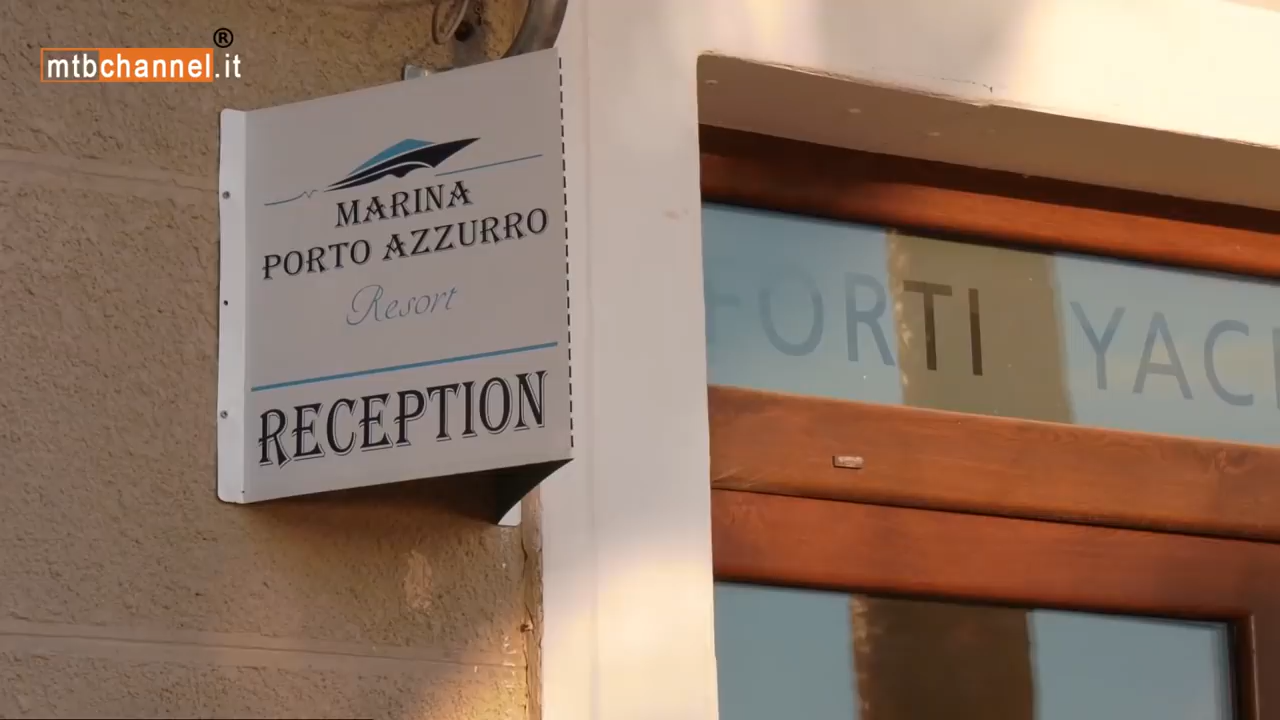 mtbchannel.it®
MARINA
PORTO AZZURRO
Resort
RECEPTION
FORTI YAC